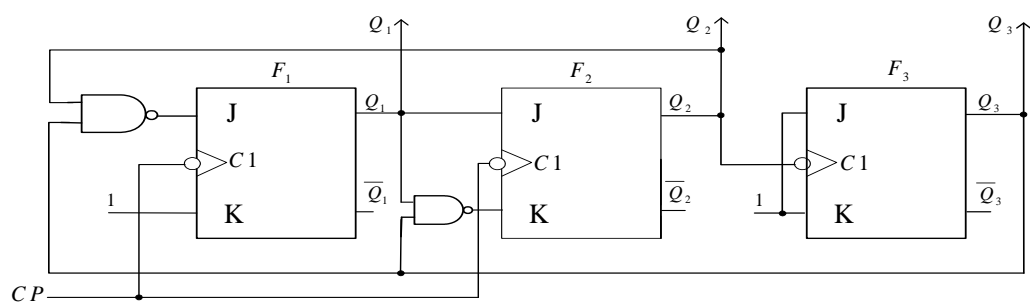 Q₁ Q₂ Q₃
F₁ F₂ F₃
J Q₁ J Q₂ J Q₃
C1 C1 C1
Q̅₁ Q̅₂ Q̅₃
1 K K 1 K
CP